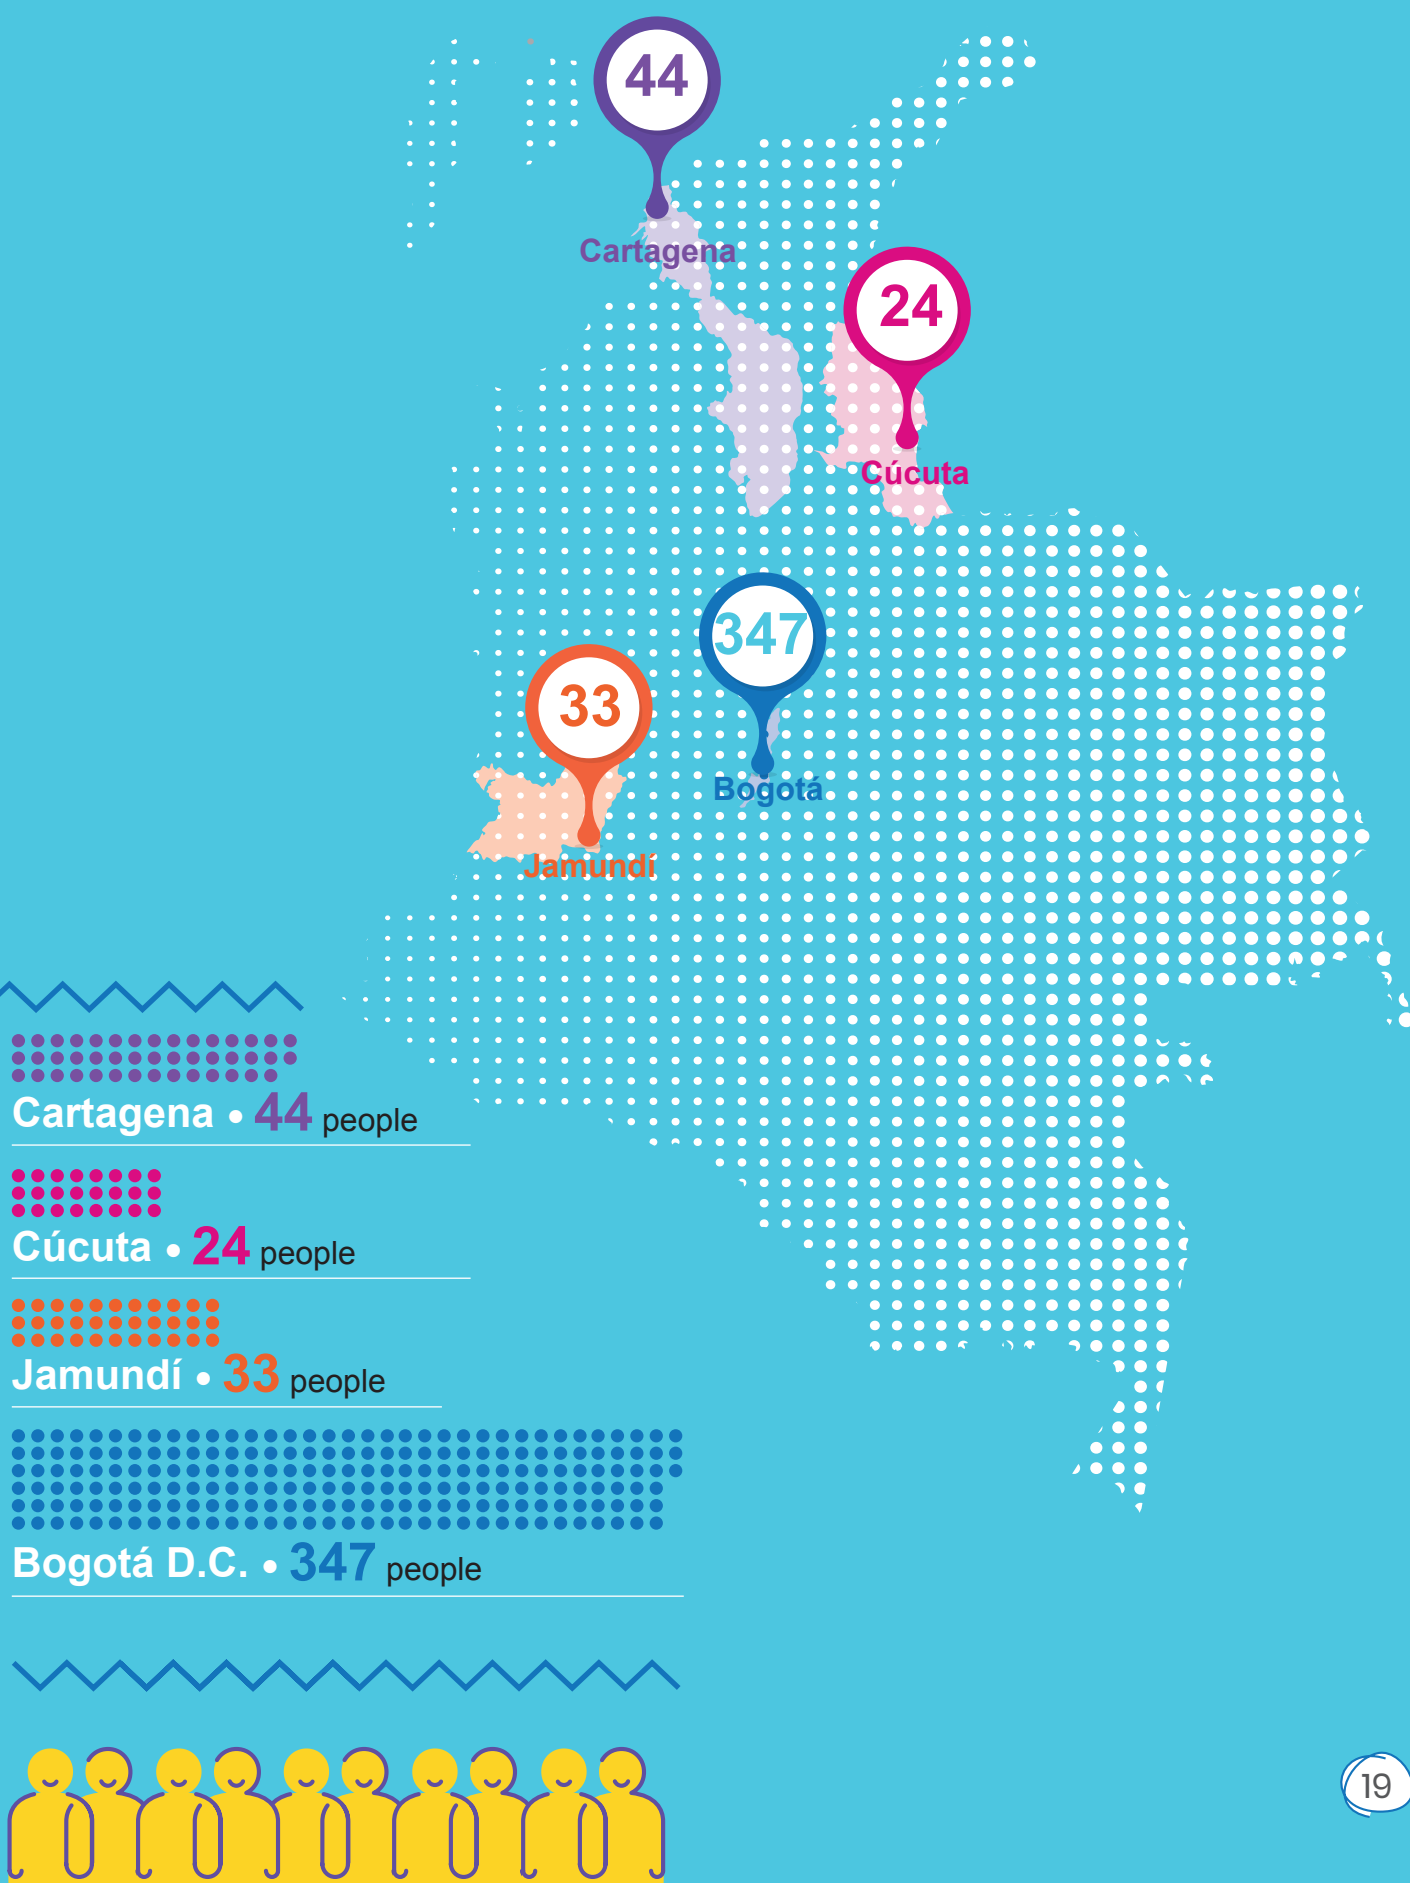 44
Cartagena
24
Cúcuta
347
Bogotá
33
Jamundí
Cartagena • 44 people
Cúcuta • 24 people
Jamundí • 33 people
Bogotá D.C. • 347 people
19